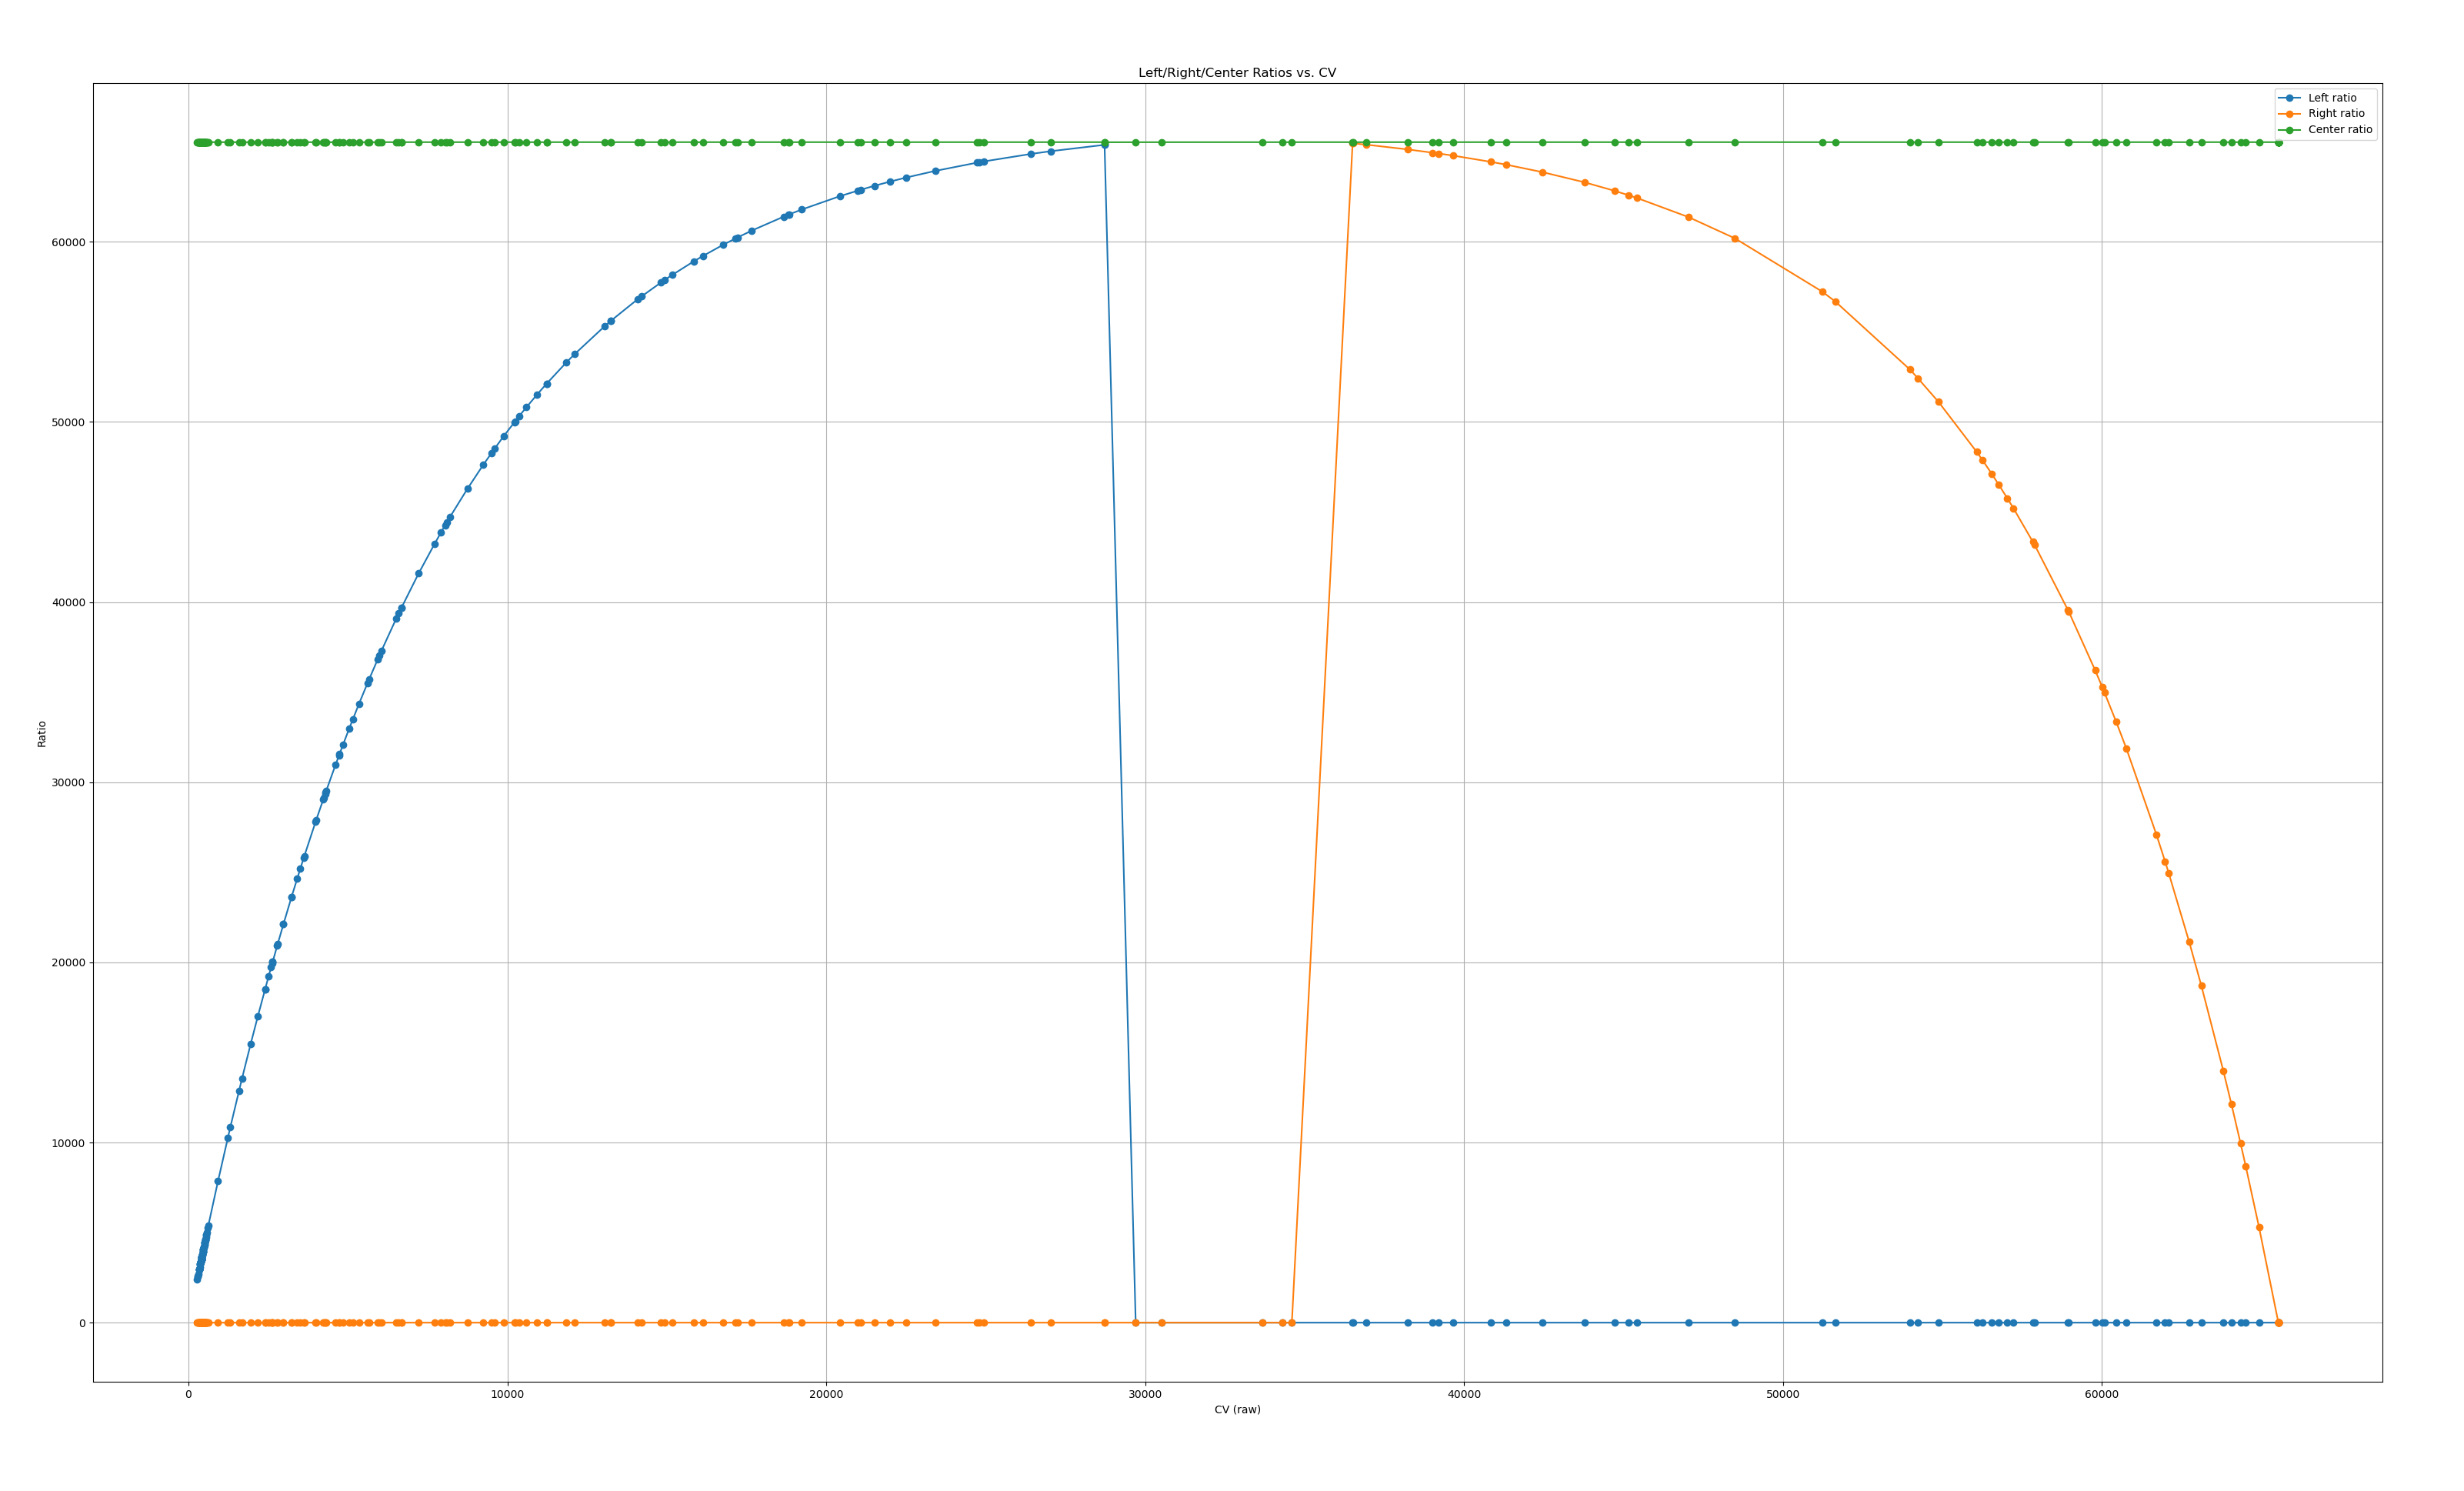 Left/Right/Center Ratios vs. CV
Left ratio
Right ratio
Center ratio
60000
50000
40000
30000
20000
10000
0
Ratio
0 10000 20000 30000 40000 50000 60000
CV (raw)